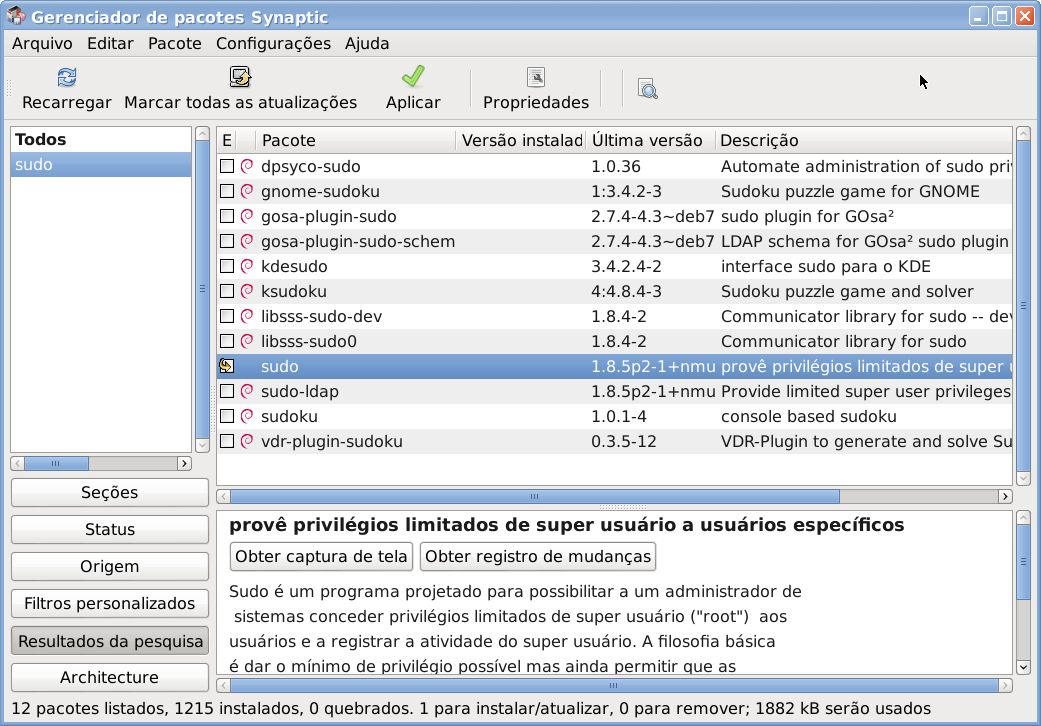 Gerenciador de pacotes Synaptic
Arquivo Editar Pacote Configurações Ajuda
Recarregar Marcar todas as atualizações Aplicar Propriedades
Todos
sudo
E Pacote Versão instalad Última versão Descrição
dpsyco-sudo 1.0.36 Automate administration of sudo pri
gnome-sudoku 1:3.4.2-3 Sudoku puzzle game for GNOME
gosa-plugin-sudo 2.7.4-4.3~deb7 sudo plugin for GOsa²
gosa-plugin-sudo-schem 2.7.4-4.3~deb7 LDAP schema for GOsa² sudo plugin
kdesudo 3.4.2.4-2 interface sudo para o KDE
ksudoku 4:4.8.4-3 Sudoku puzzle game and solver
libsss-sudo-dev 1.8.4-2 Communicator library for sudo -- dev
libsss-sudo0 1.8.4-2 Communicator library for sudo
sudo 1.8.5p2-1+nmu provê privilégios limitados de super u
sudo-ldap 1.8.5p2-1+nmu Provide limited super user privileges
sudoku 1.0.1-4 console based sudoku
vdr-plugin-sudoku 0.3.5-12 VDR-Plugin to generate and solve Su
Seções
Status
Origem
Filtros personalizados
Resultados da pesquisa
Architecture
provê privilégios limitados de super usuário a usuários específicos
Obter captura de tela Obter registro de mudanças
Sudo é um programa projetado para possibilitar a um administrador de
sistemas conceder privilégios limitados de super usuário ("root") aos
usuários e a registrar a atividade do super usuário. A filosofia básica
é dar o mínimo de privilégio possível mas ainda permitir que as
12 pacotes listados, 1215 instalados, 0 quebrados. 1 para instalar/atualizar, 0 para remover; 1882 kB serão usados